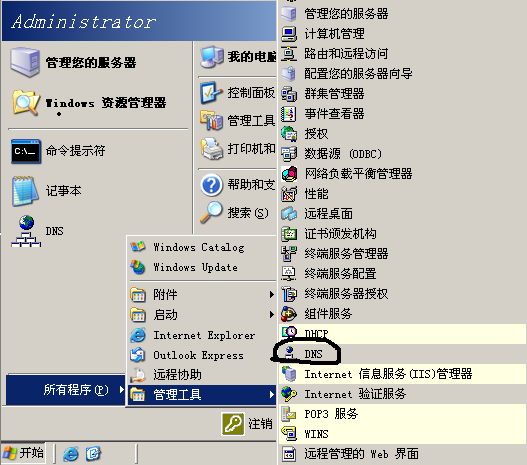 Administrator
管理您的服务器
Windows 资源管理器
命令提示符
记事本
DNS
所有程序(P)
我的电脑
控制面板
管理工具
打印机和
帮助和支
搜索(S)
注销
开始
Windows Catalog
Windows Update
附件
启动
Internet Explorer
Outlook Express
远程协助
管理工具
管理您的服务器
计算机管理
路由和远程访问
配置您的服务器向导
群集管理器
事件查看器
授权
数据源 (ODBC)
网络负载平衡管理器
性能
远程桌面
证书颁发机构
终端服务管理器
终端服务配置
终端服务器授权
组件服务
DHCP
DNS
Internet 信息服务(IIS)管理器
Internet 验证服务
POP3 服务
WINS
远程管理的 Web 界面